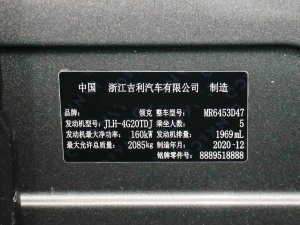 中国 浙江吉利汽车有限公司 制造
品牌: 领克 整车型号: MR6453D47
发动机型号: JLH-4G20TDJ 乘坐人数: 5
发动机最大净功率: 160kW 发动机排量: 1969mL
最大允许总质量: 2085kg 制造年月: 2020-12
铭牌零件号: 8889518888